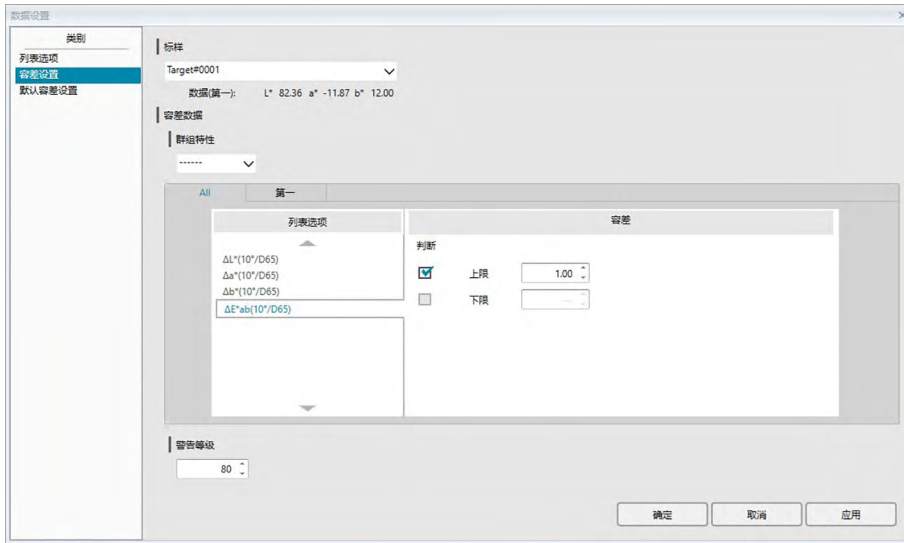 数据设置
类别
列表选项
容差设置
默认容差设置
标样
Target#0001
数据(第一): L* 82.36 a* -11.87 b* 12.00
容差数据
群组特性
------
All 第一
列表选项 容差
ΔL*(10°/D65)
Δa*(10°/D65)
Δb*(10°/D65)
ΔE*ab(10°/D65)
判断
上限 1.00
下限 ---
警告等级
80
确定 取消 应用